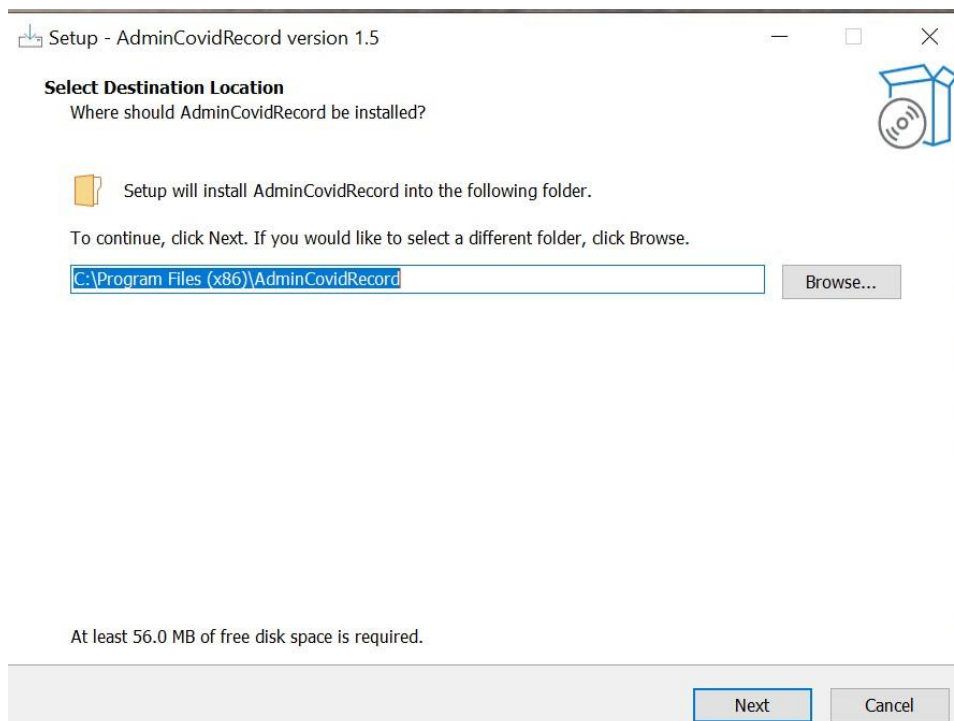 Setup - AdminCovidRecord version 1.5
Select Destination Location
Where should AdminCovidRecord be installed?
Setup will install AdminCovidRecord into the following folder.
To continue, click Next. If you would like to select a different folder, click Browse.
C:\Program Files (x86)\AdminCovidRecord
Browse...
At least 56.0 MB of free disk space is required.
Next
Cancel